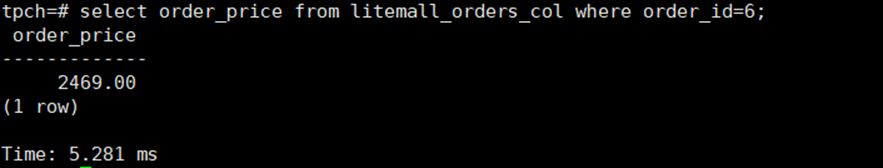 tpch=# select order_price from litemall_orders_col where order_id=6;
order_price
-------------
2469.00
(1 row)
Time: 5.281 ms